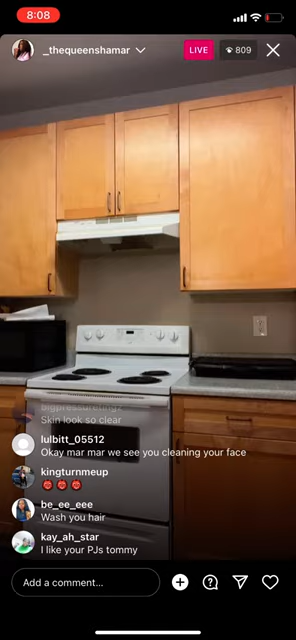 8:08
_thequeenshamar
LIVE
809
Skin look so clear
lulbitt_05512
Okay mar mar we see you cleaning your face
kingturnmeup
be_ee_eee
Wash you hair
kay_ah_star
I like your PJs tommy
Add a comment...